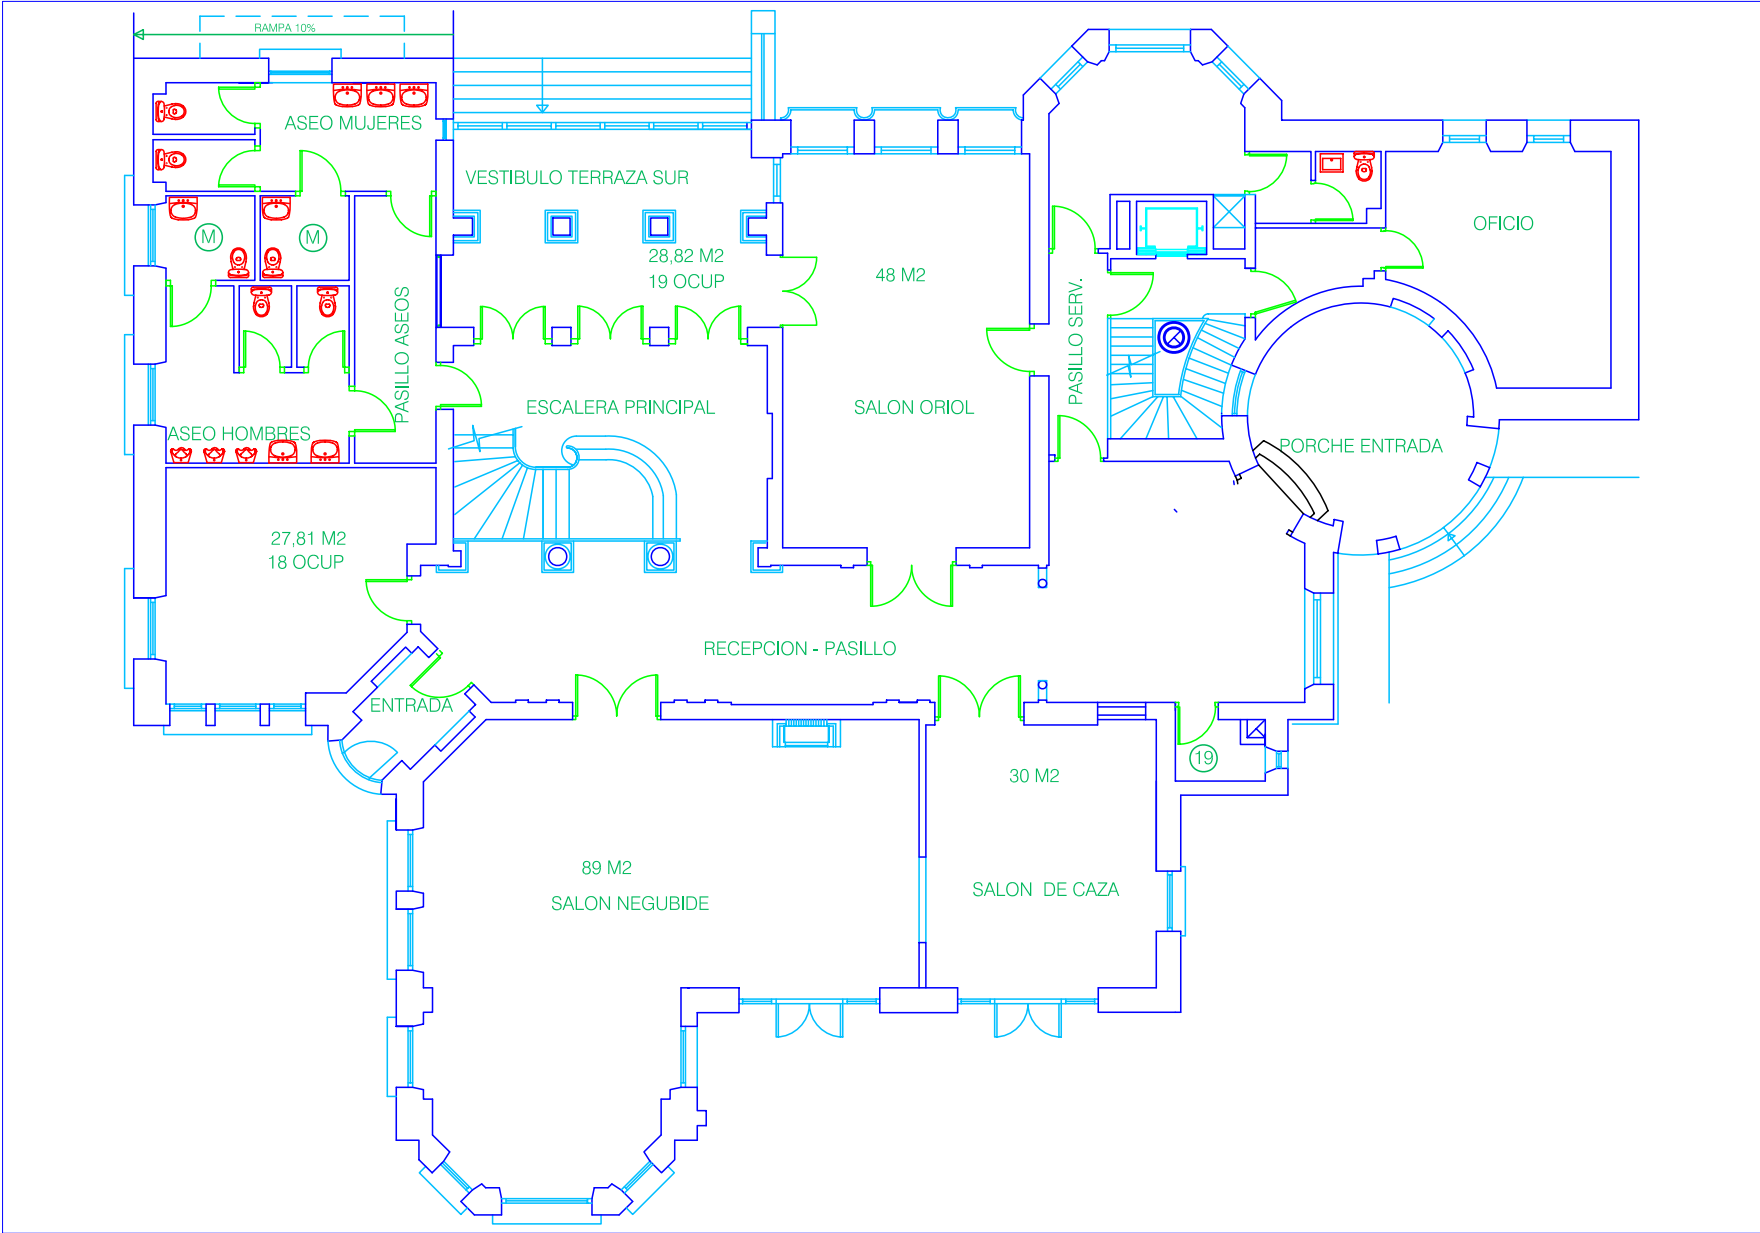 RAMPA 10%
ASEO MUJERES
VESTIBULO TERRAZA SUR
M
M
OFICIO
28,82 M2
19 OCUP
48 M2
PASILLO ASEOS
PASILLO SERV.
ESCALERA PRINCIPAL
SALON ORIOL
ASEO HOMBRES
PORCHE ENTRADA
27,81 M2
18 OCUP
RECEPCION - PASILLO
ENTRADA
19
30 M2
89 M2
SALON NEGUBIDE
SALON DE CAZA